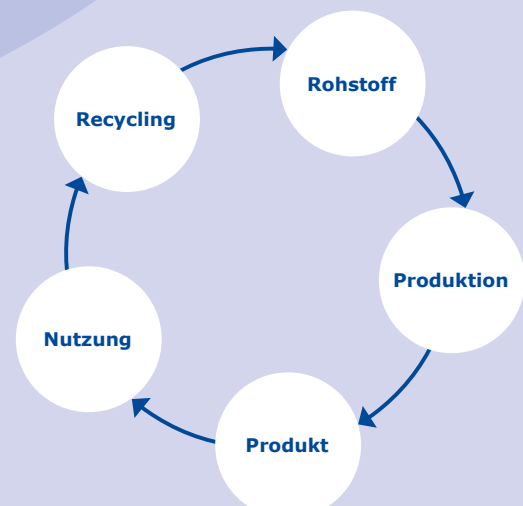 Rohstoff
Recycling
Produktion
Nutzung
Produkt